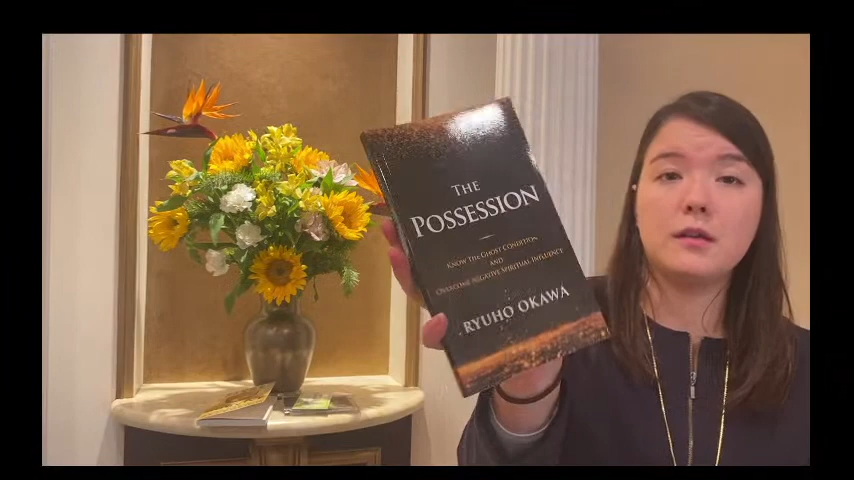 THE
POSSESSION
KNOW THE GHOST CONDITION
AND
OVERCOME NEGATIVE SPIRITUAL INFLUENCE
RYUHO OKAWA